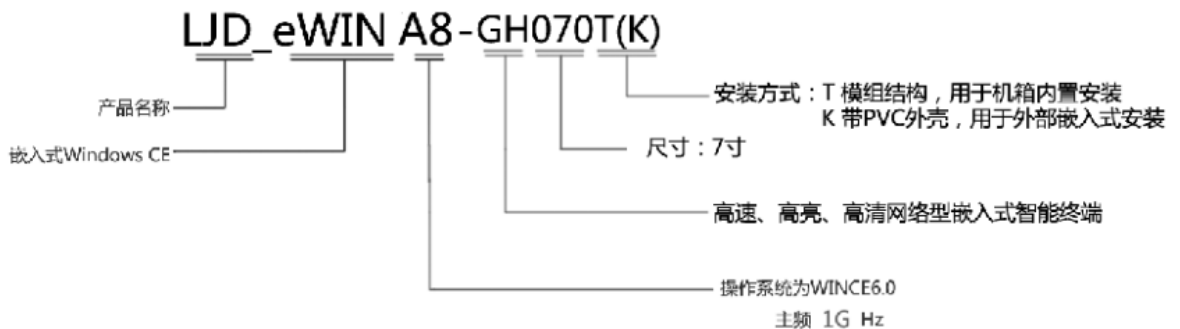 LJD_eWIN A8-GH070T(K)
安装方式：T 模组结构，用于机箱内置安装
产品名称
K 带PVC外壳，用于外部嵌入式安装
嵌入式Windows CE
尺寸：7寸
高速、高亮、高清网络型嵌入式智能终端
操作系统为WINCE6.0
主频 1G Hz